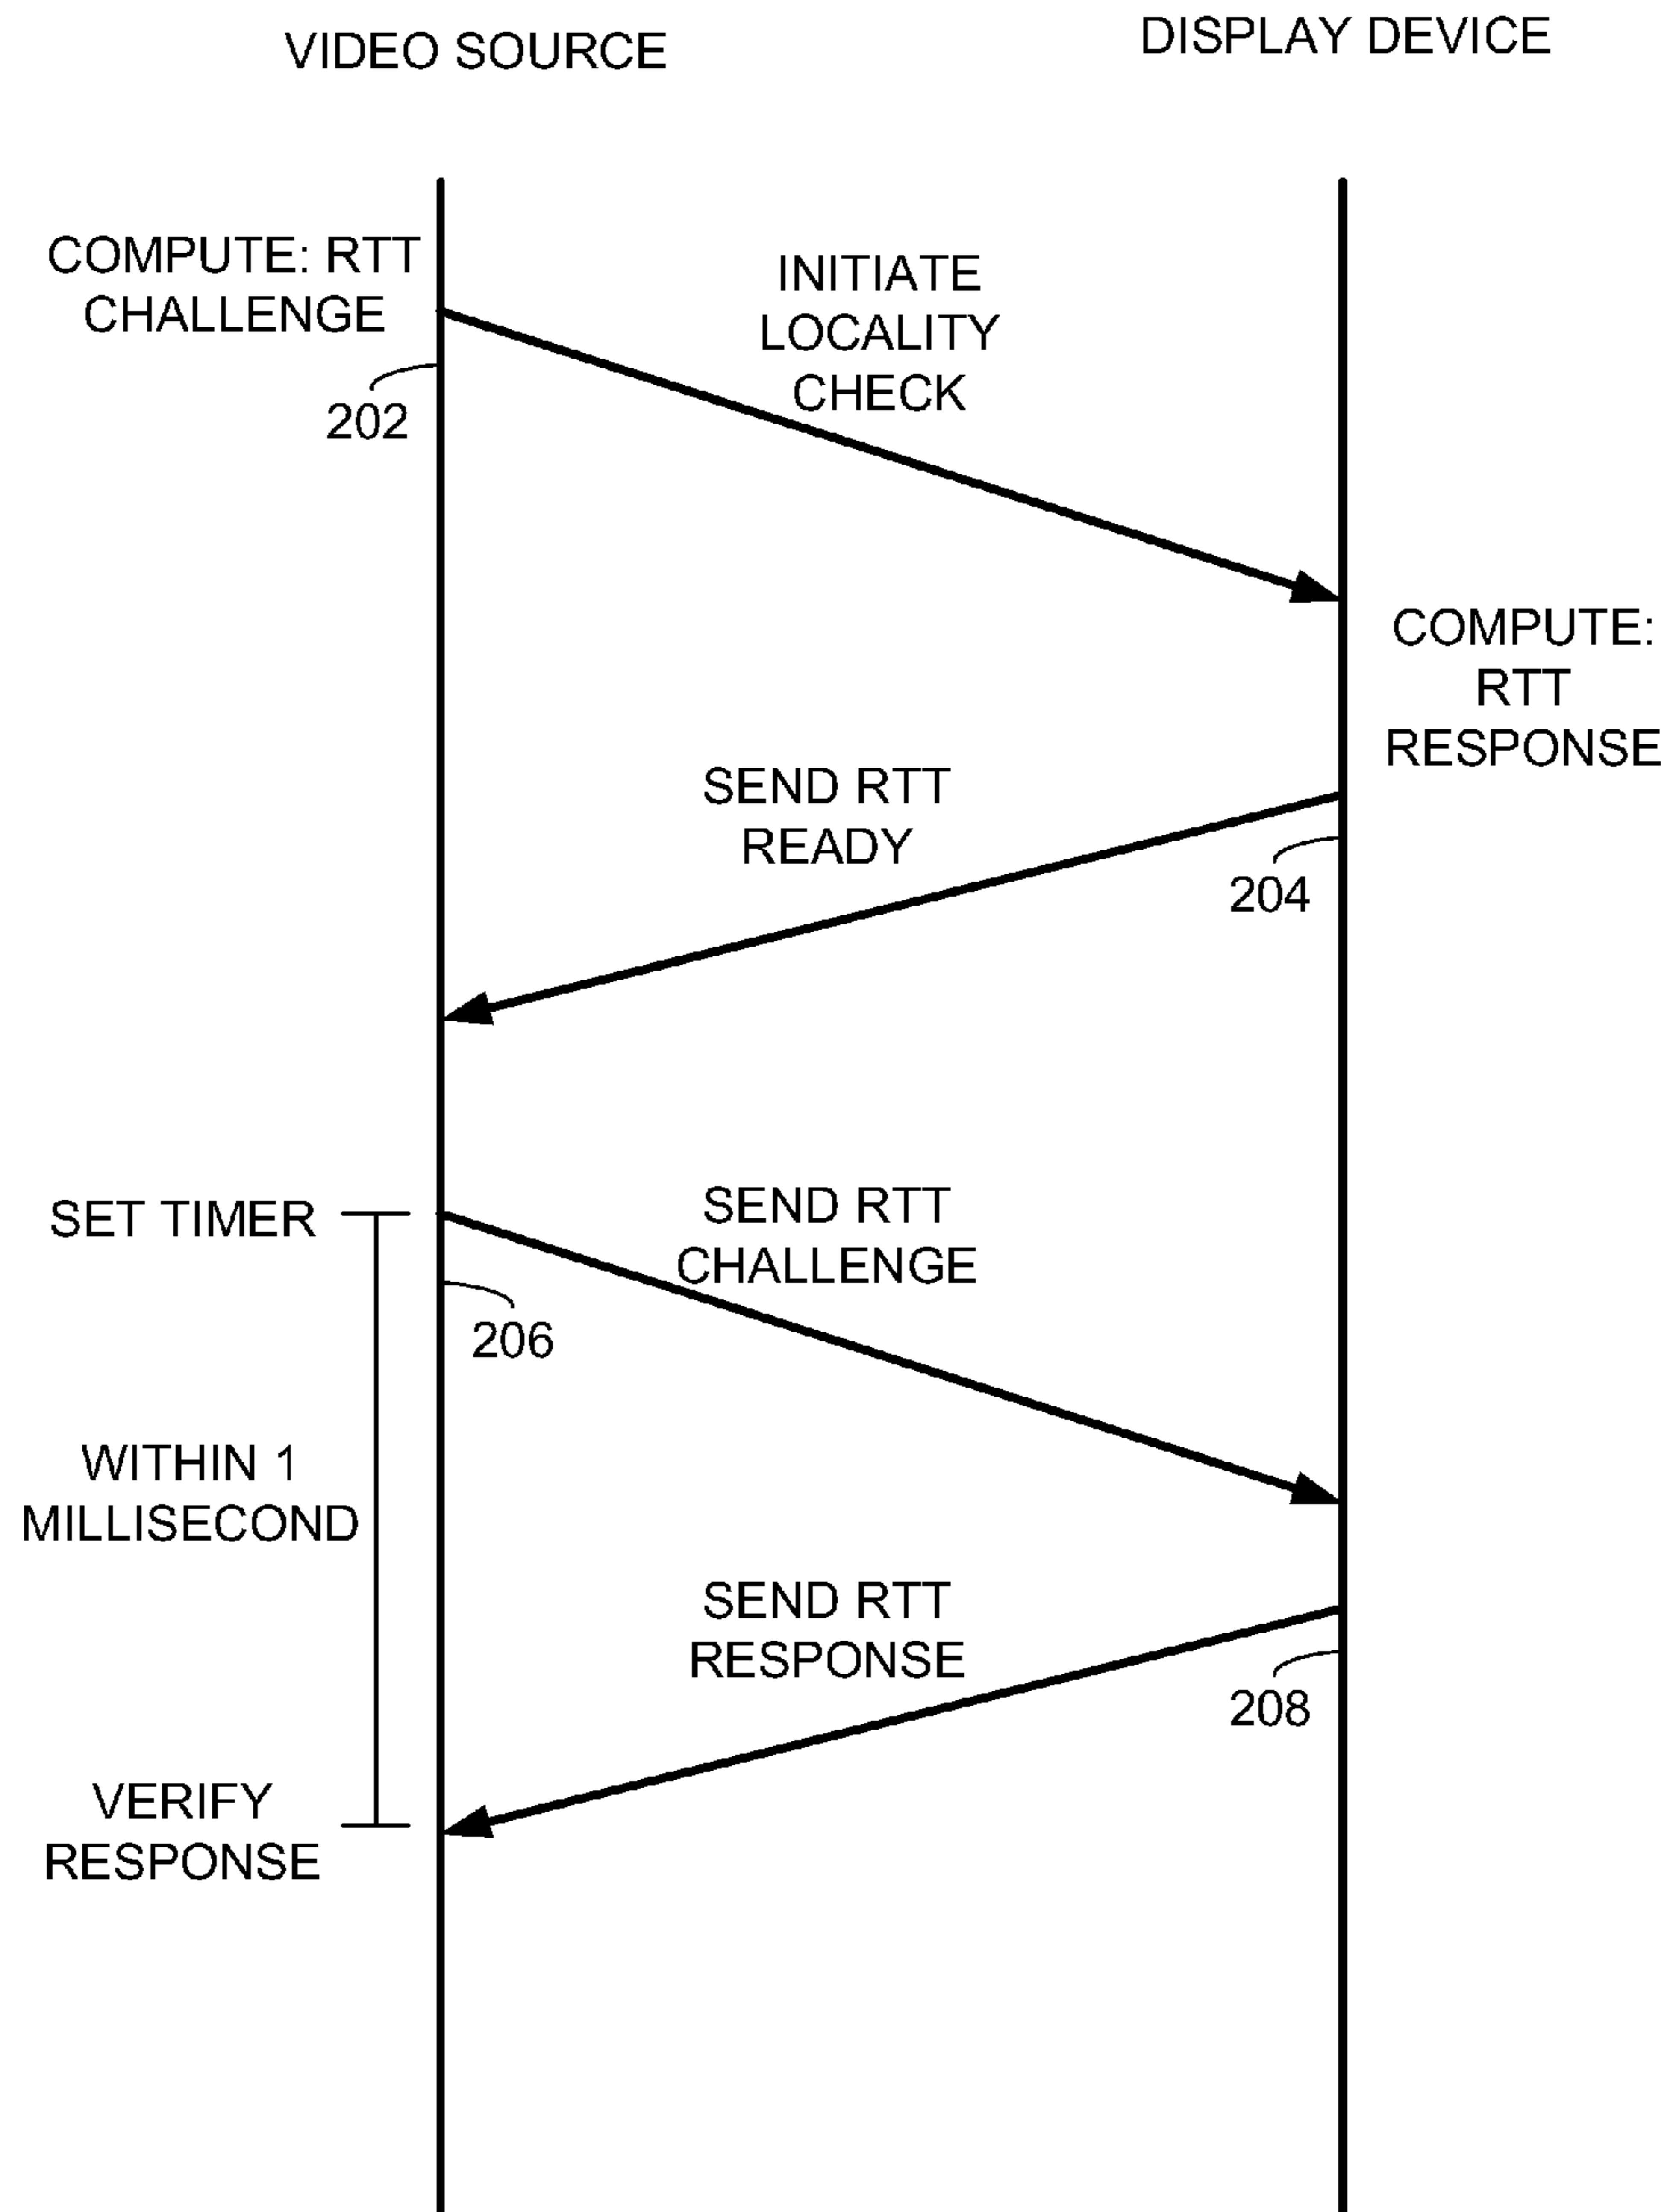 VIDEO SOURCE
DISPLAY DEVICE
COMPUTE: RTT
CHALLENGE
INITIATE
LOCALITY
CHECK
202
COMPUTE:
RTT
RESPONSE
SEND RTT
READY
204
SET TIMER
SEND RTT
CHALLENGE
206
WITHIN 1
MILLISECOND
SEND RTT
RESPONSE
208
VERIFY
RESPONSE